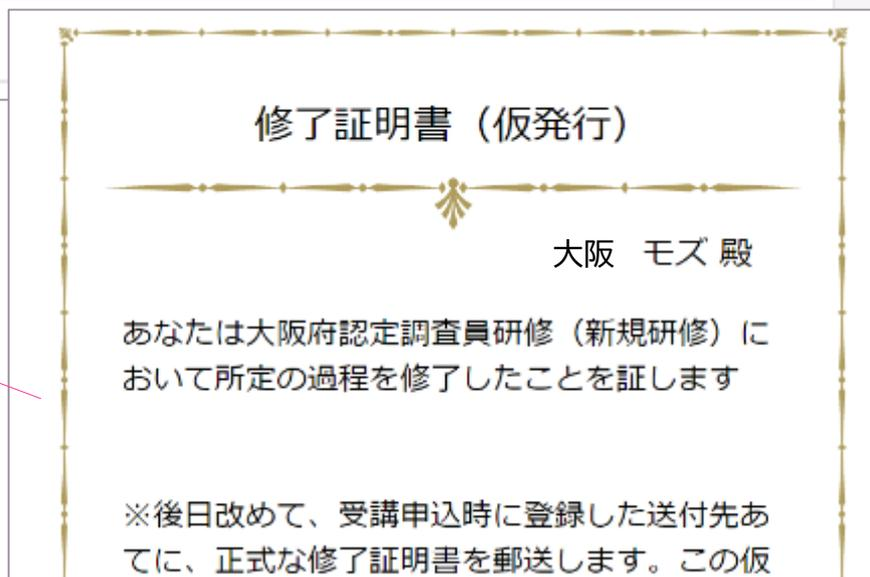 修了証明書（仮発行）
大阪　モズ 殿
あなたは大阪府認定調査員研修（新規研修）に
おいて所定の過程を修了したことを証します
※後日改めて、受講申込時に登録した送付先あ
てに、正式な修了証明書を郵送します。この仮